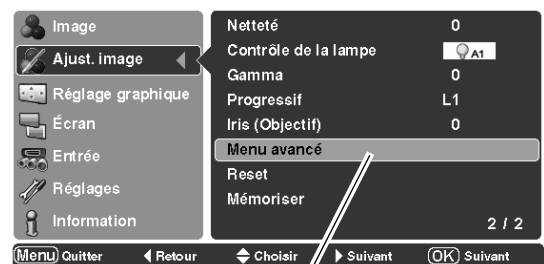 Image
Ajust. image
Réglage graphique
Écran
Entrée
Réglages
Information
Netteté 0
Contrôle de la lampe A1
Gamma 0
Progressif L1
Iris (Objectif) 0
Menu avancé
Reset
Mémoriser
2 / 2
Menu Quitter Retour Choisir Suivant OK Suivant